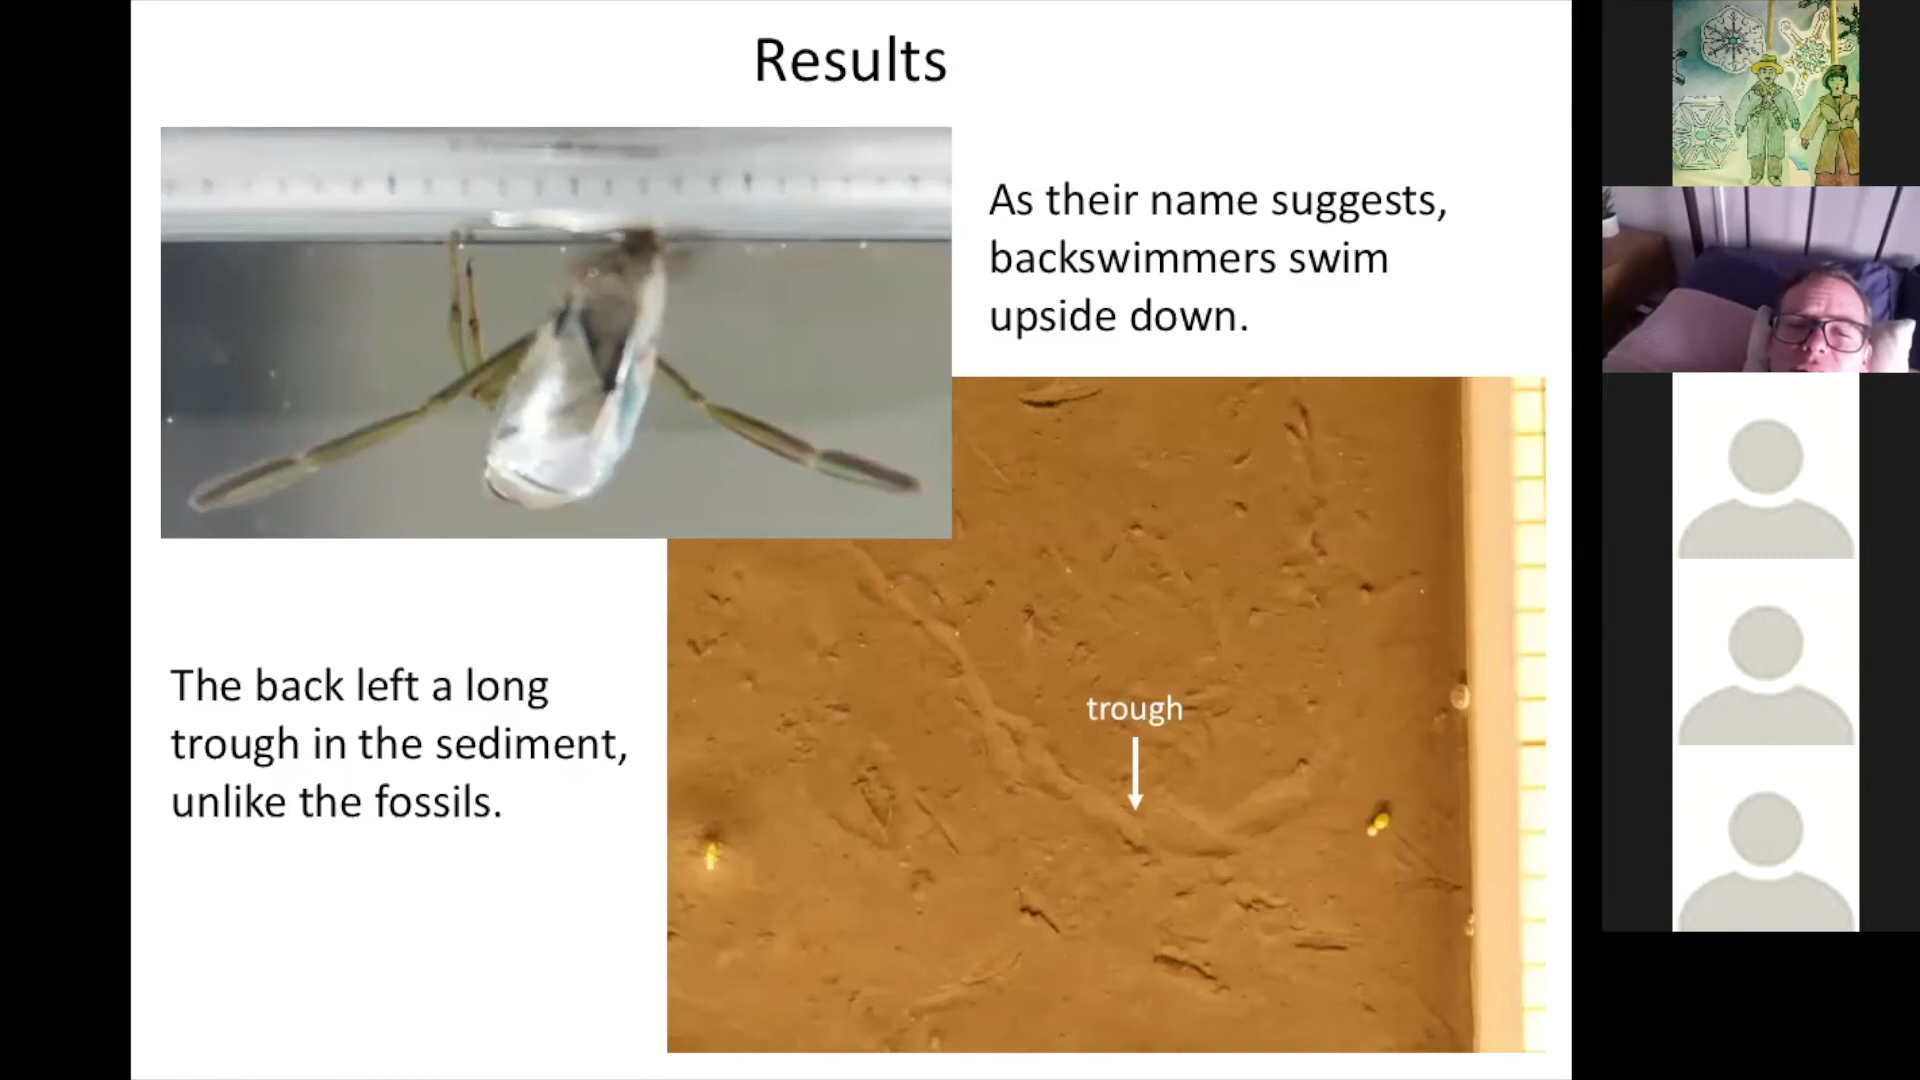 Results
As their name suggests,
backswimmers swim
upside down.
The back left a long
trough in the sediment,
unlike the fossils.
trough